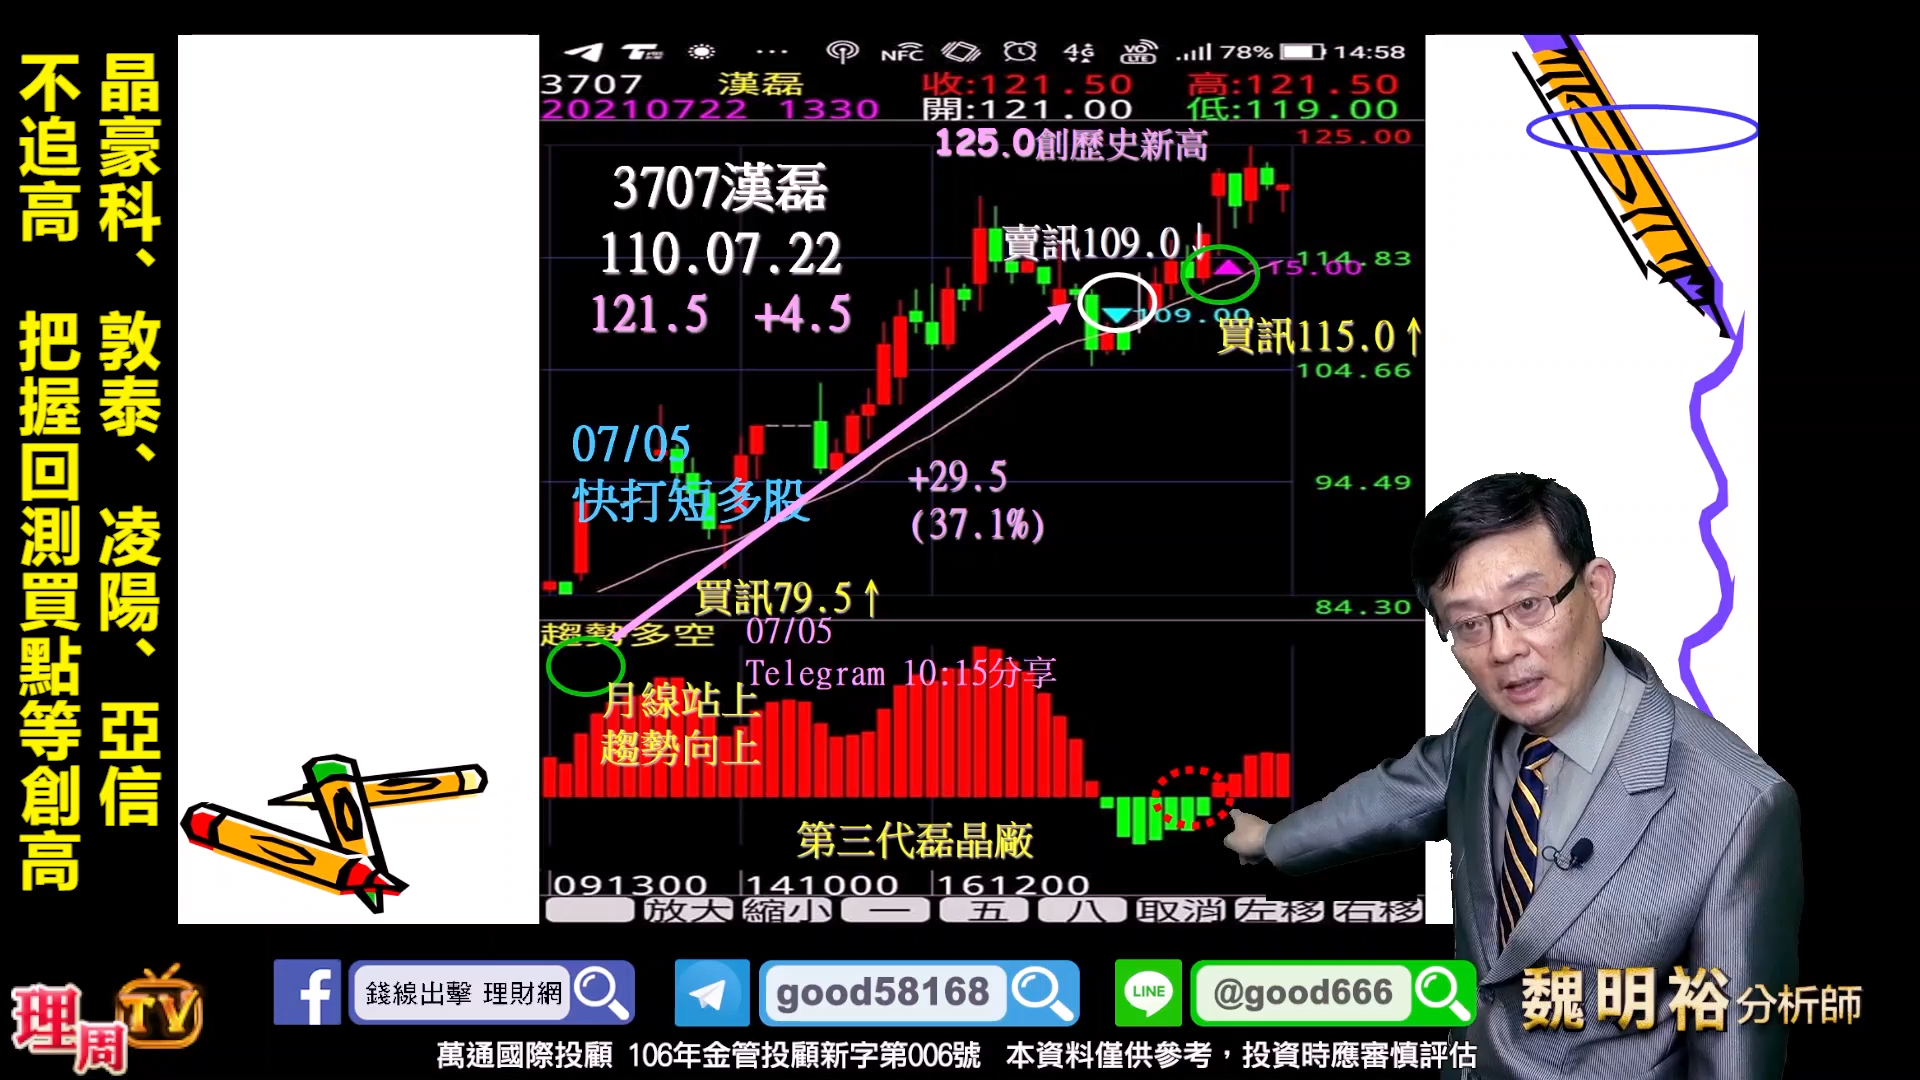 晶豪科、敦泰、凌陽、亞信
不追高 把握回測買點等創高
NFC 4G VO LTE 78% 14:58
3707 漢磊 收:121.50 高:121.50
20210722 1330 開:121.00 低:119.00
125.0創歷史新高 125.00
3707漢磊
110.07.22
121.5 +4.5
賣訊109.0↓
114.83
15.00
109.00
買訊115.0↑
104.66
07/05
快打短多股
+29.5
(37.1%)
94.49
買訊79.5↑
84.30
趨勢多空
07/05
Telegram 10:15分享
月線站上
趨勢向上
第三代磊晶廠
091300 141000 161200
放大 縮小 一 五 八 取消 左移 右移
理周TV
錢線出擊 理財網
good58168
LINE
@good666
魏明裕分析師
萬通國際投顧 106年金管投顧新字第006號 本資料僅供參考，投資時應審慎評估